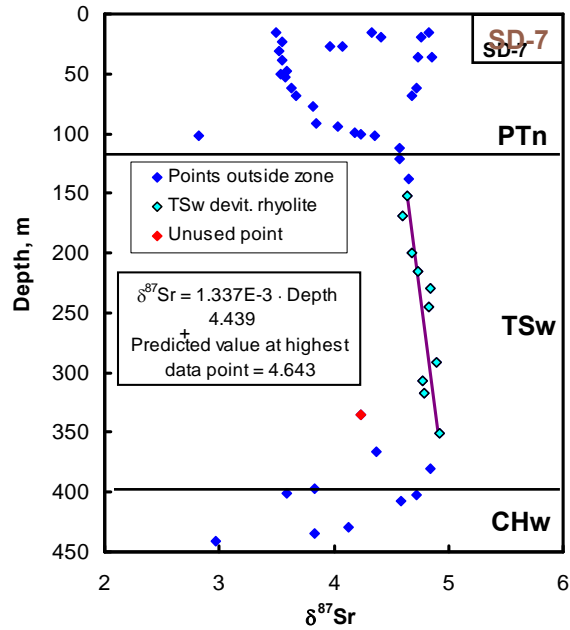 0
50
100
150
200
250
300
350
400
450
Depth, m
SD-7
SD-7
PTn
Points outside zone
TSw devit. rhyolite
Unused point
δ⁸⁷Sr = 1.337E-3 · Depth
4.439
+
Predicted value at highest
data point = 4.643
TSw
CHw
2 3 4 5 6
δ⁸⁷Sr